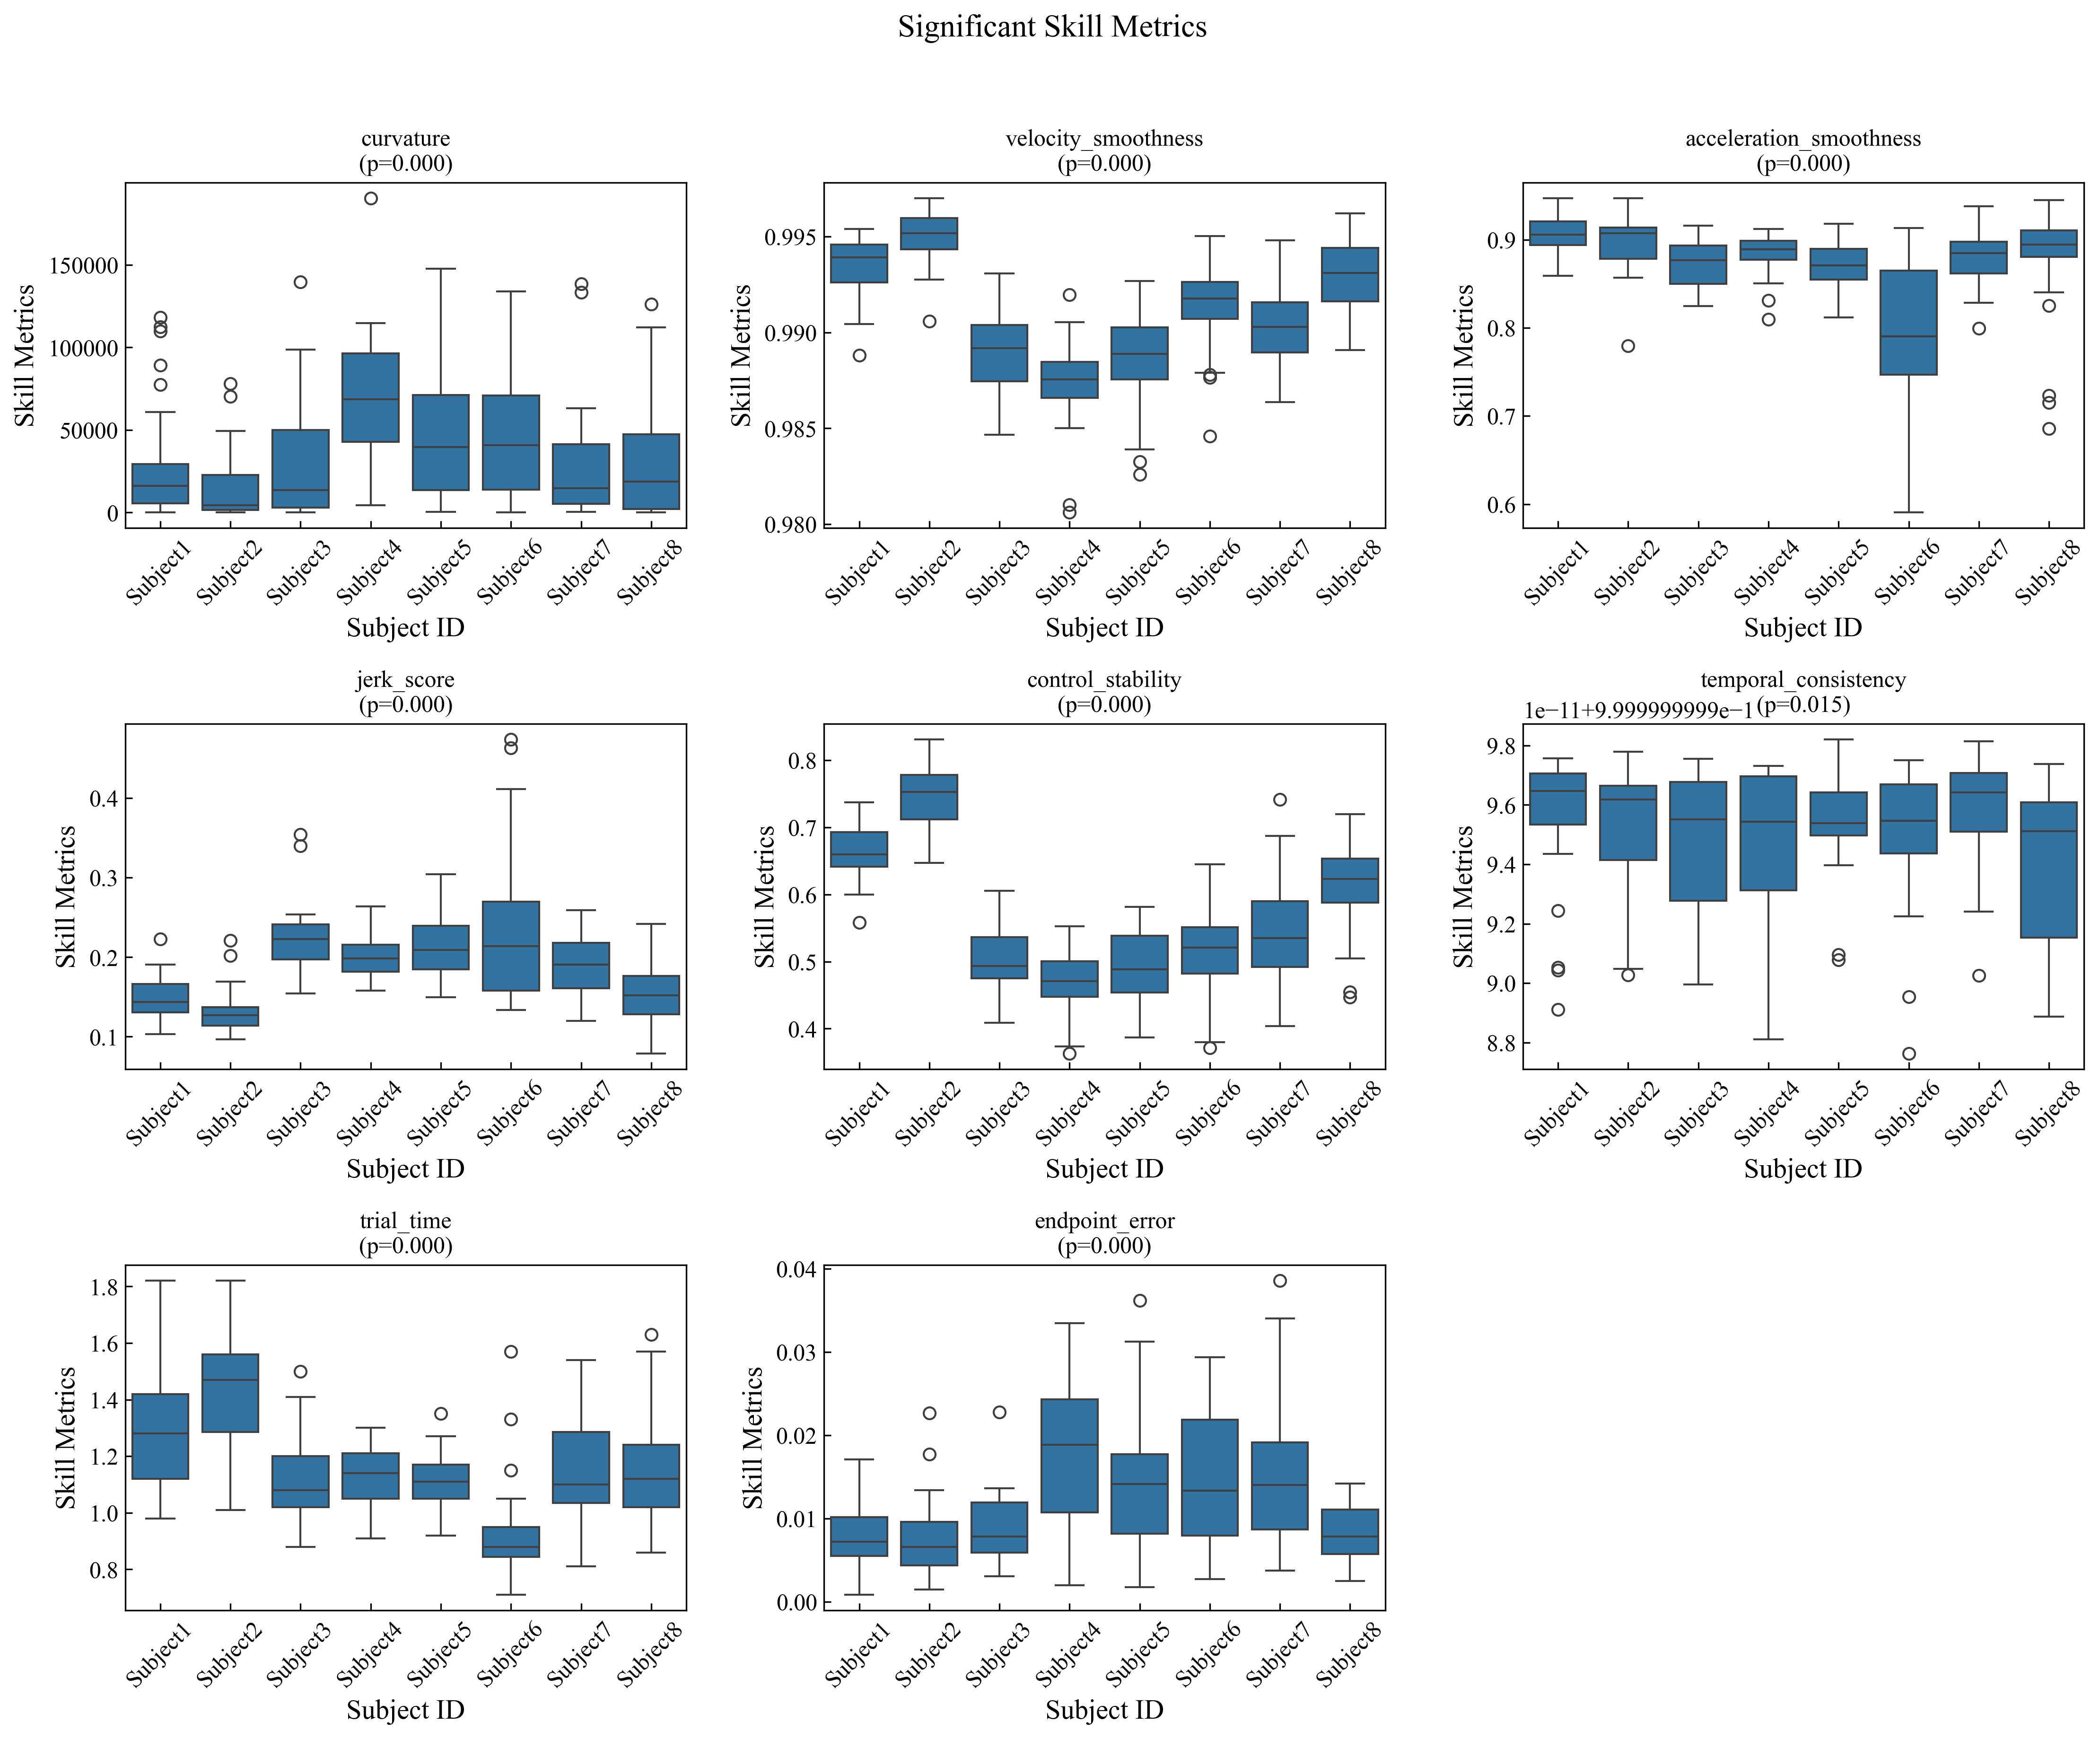 Significant Skill Metrics
curvature
(p=0.000)
Skill Metrics
150000
100000
50000
0
Subject1
Subject2
Subject3
Subject4
Subject5
Subject6
Subject7
Subject8
Subject ID
velocity_smoothness
(p=0.000)
Skill Metrics
0.995
0.990
0.985
0.980
Subject1
Subject2
Subject3
Subject4
Subject5
Subject6
Subject7
Subject8
Subject ID
acceleration_smoothness
(p=0.000)
Skill Metrics
0.9
0.8
0.7
0.6
Subject1
Subject2
Subject3
Subject4
Subject5
Subject6
Subject7
Subject8
Subject ID
jerk_score
(p=0.000)
Skill Metrics
0.4
0.3
0.2
0.1
Subject1
Subject2
Subject3
Subject4
Subject5
Subject6
Subject7
Subject8
Subject ID
control_stability
(p=0.000)
Skill Metrics
0.8
0.7
0.6
0.5
0.4
Subject1
Subject2
Subject3
Subject4
Subject5
Subject6
Subject7
Subject8
Subject ID
temporal_consistency
(p=0.015)
1e−11+9.999999999e−1
Skill Metrics
9.8
9.6
9.4
9.2
9.0
8.8
Subject1
Subject2
Subject3
Subject4
Subject5
Subject6
Subject7
Subject8
Subject ID
trial_time
(p=0.000)
Skill Metrics
1.8
1.6
1.4
1.2
1.0
0.8
Subject1
Subject2
Subject3
Subject4
Subject5
Subject6
Subject7
Subject8
Subject ID
endpoint_error
(p=0.000)
Skill Metrics
0.04
0.03
0.02
0.01
0.00
Subject1
Subject2
Subject3
Subject4
Subject5
Subject6
Subject7
Subject8
Subject ID